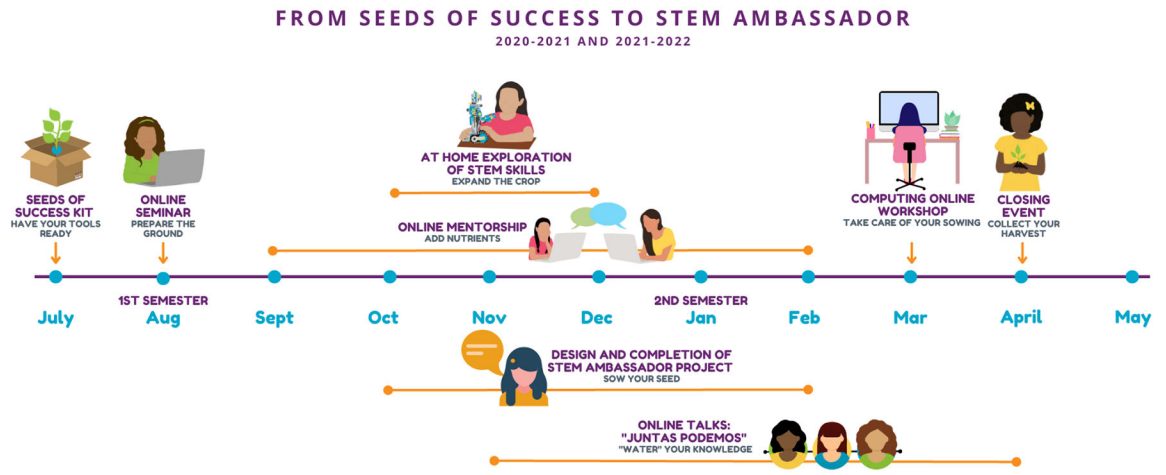 FROM SEEDS OF SUCCESS TO STEM AMBASSADOR
2020-2021 AND 2021-2022
SEEDS OF
SUCCESS KIT
HAVE YOUR TOOLS
READY
ONLINE
SEMINAR
PREPARE THE
GROUND
AT HOME EXPLORATION
OF STEM SKILLS
EXPAND THE CROP
ONLINE MENTORSHIP
ADD NUTRIENTS
COMPUTING ONLINE
WORKSHOP
TAKE CARE OF YOUR SOWING
CLOSING
EVENT
COLLECT YOUR
HARVEST
1ST SEMESTER
2ND SEMESTER
July
Aug
Sept
Oct
Nov
Dec
Jan
Feb
Mar
April
May
DESIGN AND COMPLETION OF
STEM AMBASSADOR PROJECT
SOW YOUR SEED
ONLINE TALKS:
"JUNTAS PODEMOS"
"WATER" YOUR KNOWLEDGE